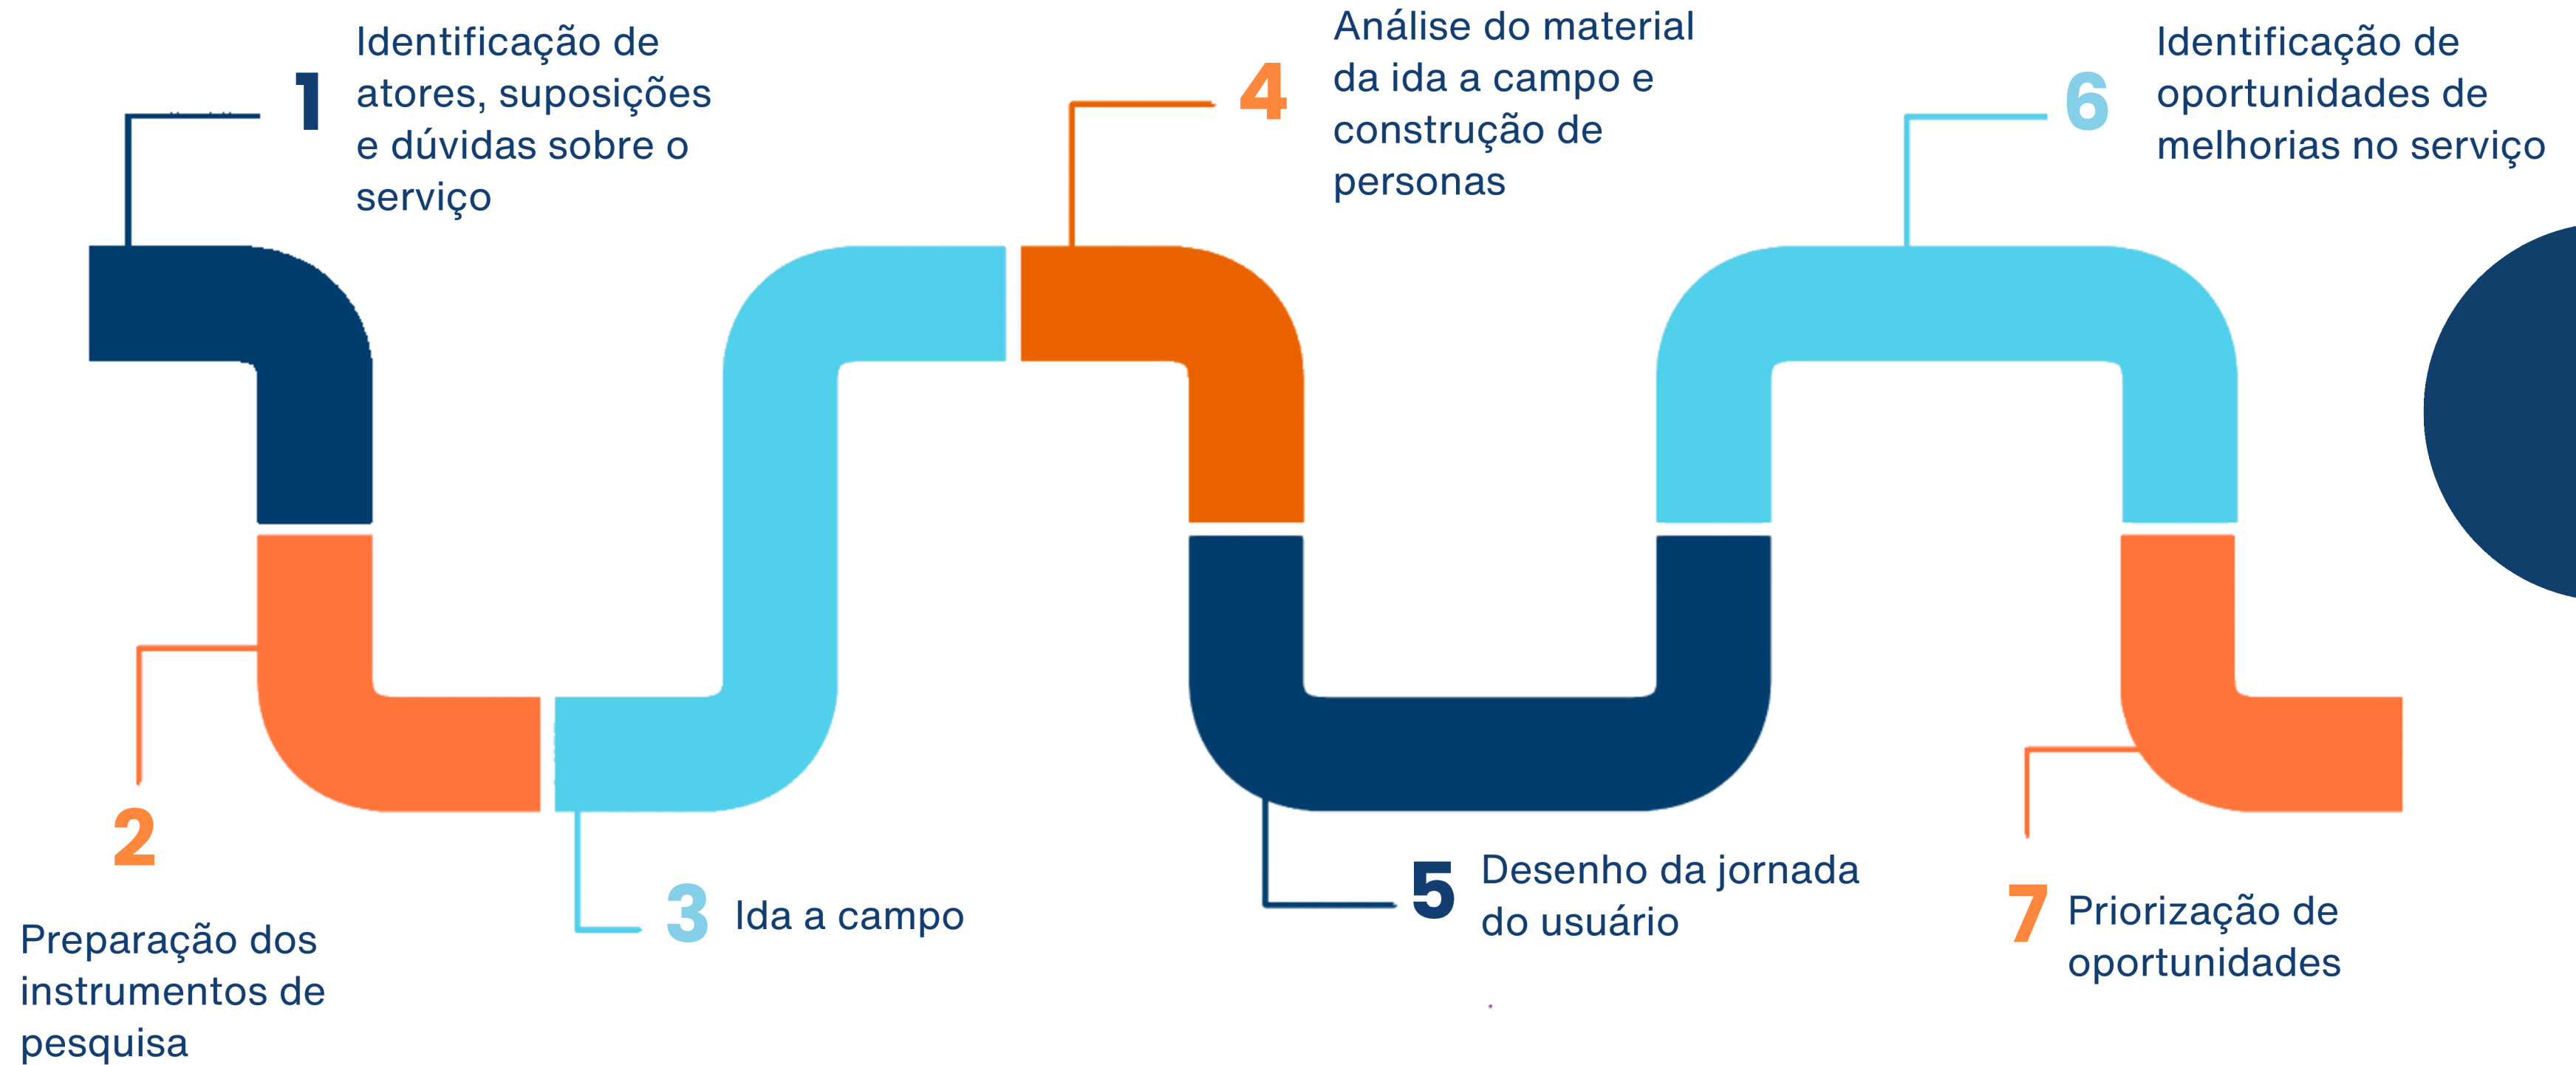 1
Identificação de
atores, suposições
e dúvidas sobre o
serviço
2
Preparação dos
instrumentos de
pesquisa
3
Ida a campo
4
Análise do material
da ida a campo e
construção de
personas
5
Desenho da jornada
do usuário
6
Identificação de
oportunidades de
melhorias no serviço
7
Priorização de
oportunidades